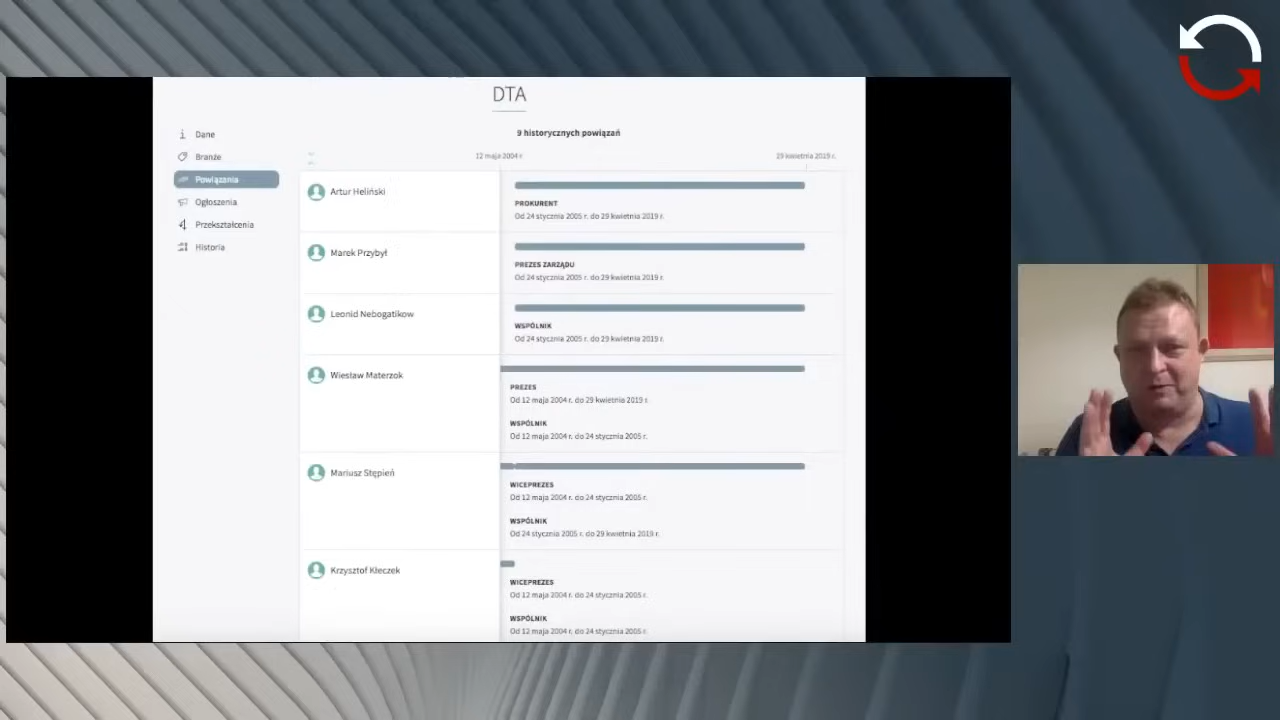 DTA
9 historycznych powiązań
Dane
Branże
Powiązania
Ogłoszenia
Przekształcenia
Historia
12 maja 2004 r.
29 kwietnia 2019 r.
Artur Heliński
PROKURENT
Od 24 stycznia 2005 r. do 29 kwietnia 2019 r.
Marek Przybył
PREZES ZARZĄDU
Od 24 stycznia 2005 r. do 29 kwietnia 2019 r.
Leonid Nebogatikow
WSPÓLNIK
Od 24 stycznia 2005 r. do 29 kwietnia 2019 r.
Wiesław Materzok
PREZES
Od 12 maja 2004 r. do 29 kwietnia 2019 r.
WSPÓLNIK
Od 12 maja 2004 r. do 24 stycznia 2005 r.
Mariusz Stępień
WICEPREZES
Od 12 maja 2004 r. do 24 stycznia 2005 r.
WSPÓLNIK
Od 24 stycznia 2005 r. do 29 kwietnia 2019 r.
Krzysztof Kłeczek
WICEPREZES
Od 12 maja 2004 r. do 24 stycznia 2005 r.
WSPÓLNIK
Od 12 maja 2004 r. do 24 stycznia 2005 r.